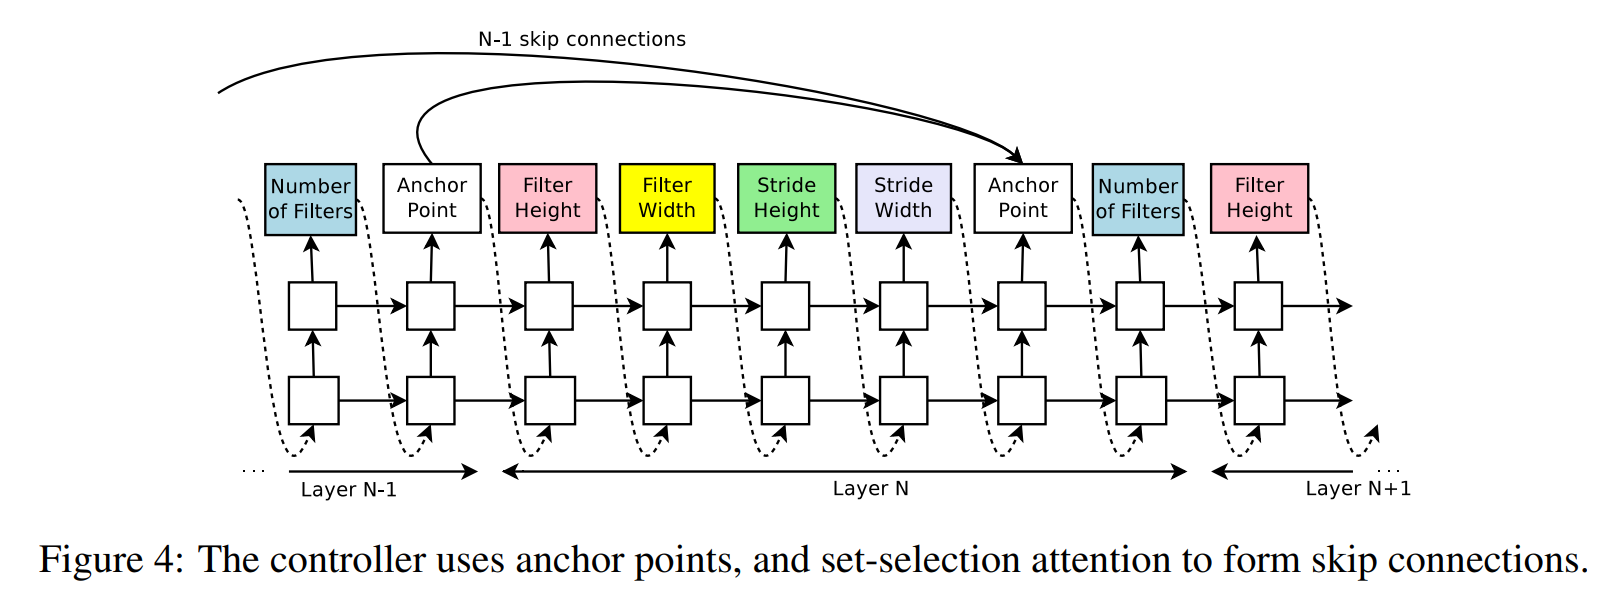 N-1 skip connections
Number
of Filters
Anchor
Point
Filter
Height
Filter
Width
Stride
Height
Stride
Width
Anchor
Point
Number
of Filters
Filter
Height
. . .
Layer N-1
Layer N
Layer N+1
. . .
Figure 4: The controller uses anchor points, and set-selection attention to form skip connections.